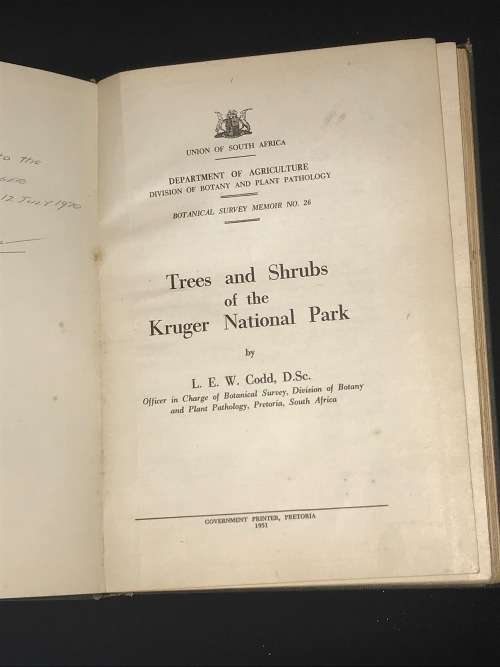 to the
12 July 1970
UNION OF SOUTH AFRICA
DEPARTMENT OF AGRICULTURE
DIVISION OF BOTANY AND PLANT PATHOLOGY
BOTANICAL SURVEY MEMOIR NO. 26
Trees and Shrubs
of the
Kruger National Park
by
L. E. W. Codd, D.Sc.
Officer in Charge of Botanical Survey, Division of Botany
and Plant Pathology, Pretoria, South Africa
GOVERNMENT PRINTER, PRETORIA
1951